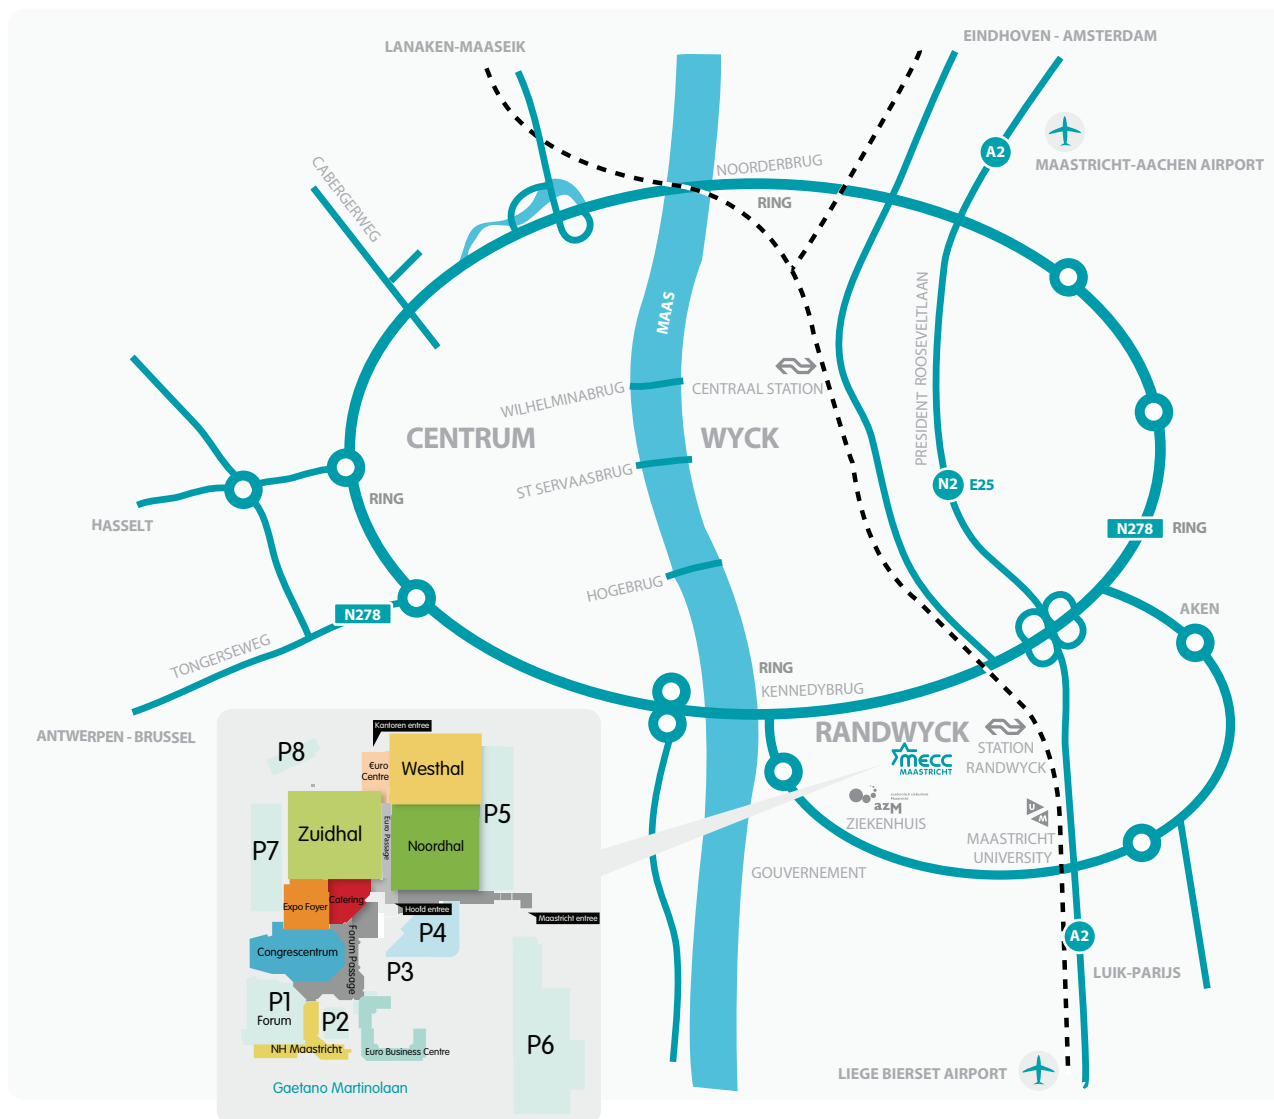 LANAKEN-MAASEIK
EINDHOVEN - AMSTERDAM
A2
MAASTRICHT-AACHEN AIRPORT
NOORDERBRUG
RING
CABERGERWEG
MAAS
PRESIDENT ROOSEVELTLAAN
WILHELMINABRUG
CENTRAAL STATION
CENTRUM
WYCK
ST SERVAASBRUG
N2 E25
RING
HASSELT
N278 RING
HOGEBRUG
AKEN
N278
TONGERSEWEG
RING
KENNEDYBRUG
ANTWERPEN - BRUSSEL
RANDWYCK
STATION
RANDWYCK
mecc
MAASTRICHT
azM
ZIEKENHUIS
UM
MAASTRICHT
UNIVERSITY
GOUVERNEMENT
A2
LUIK-PARIJS
LIEGE BIERSET AIRPORT
Kantoren entree
P8
€uro
Centre
Westhal
P5
P7
Zuidhal
Euro Passage
Noordhal
Expo Foyer
Catering
Hoofd entree
Maastricht entree
P4
Congrescentrum
Forum Passage
P3
P1
Forum
P2
NH Maastricht
Euro Business Centre
P6
Gaetano Martinolaan